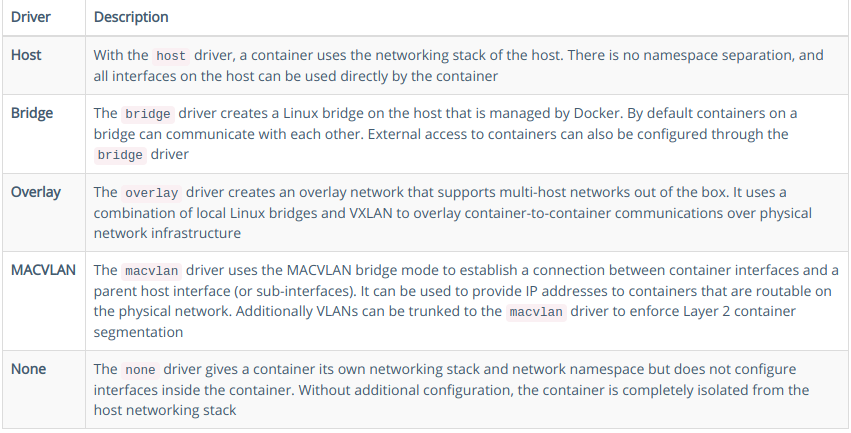 Driver Description
Host With the host driver, a container uses the networking stack of the host. There is no namespace separation, and
all interfaces on the host can be used directly by the container
Bridge The bridge driver creates a Linux bridge on the host that is managed by Docker. By default containers on a
bridge can communicate with each other. External access to containers can also be configured through the
bridge driver
Overlay The overlay driver creates an overlay network that supports multi-host networks out of the box. It uses a
combination of local Linux bridges and VXLAN to overlay container-to-container communications over physical
network infrastructure
MACVLAN The macvlan driver uses the MACVLAN bridge mode to establish a connection between container interfaces and a
parent host interface (or sub-interfaces). It can be used to provide IP addresses to containers that are routable on
the physical network. Additionally VLANs can be trunked to the macvlan driver to enforce Layer 2 container
segmentation
None The none driver gives a container its own networking stack and network namespace but does not configure
interfaces inside the container. Without additional configuration, the container is completely isolated from the
host networking stack